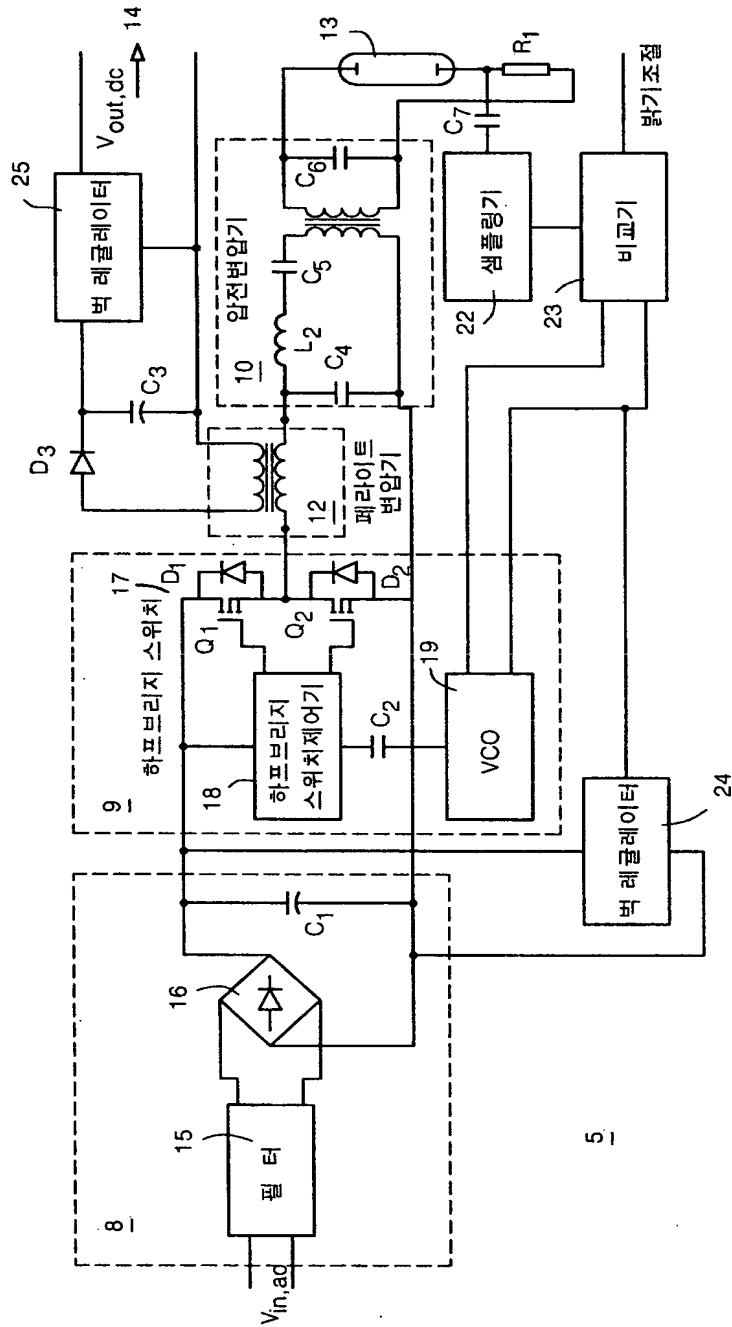 V_in,ac
8
15
필 터
16
C1
5
9
하프브리지 스위치
17
D1
Q1
Q2
D2
18
하프브리지
스위치제어기
C2
19
VCO
24
벅 레귤레이터
12
페라이트
변압기
D3
C3
25
벅 레귤레이터
V_out,dc
14
압전변압기
10
L2
C5
C4
C6
13
R1
C7
샘플링기
22
비교기
23
밝기조절